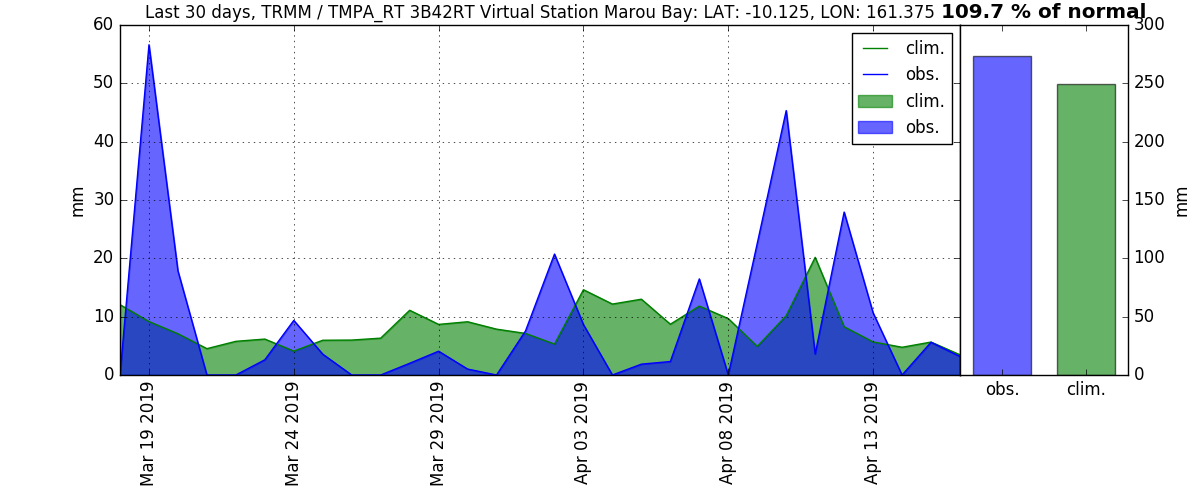 Last 30 days, TRMM / TMPA_RT 3B42RT Virtual Station Marou Bay: LAT: -10.125, LON: 161.375 109.7 % of normal
60
50
40
30
20
10
0
mm
clim.
obs.
clim.
obs.
300
250
200
150
100
50
0
mm
Mar 19 2019
Mar 24 2019
Mar 29 2019
Apr 03 2019
Apr 08 2019
Apr 13 2019
obs.
clim.